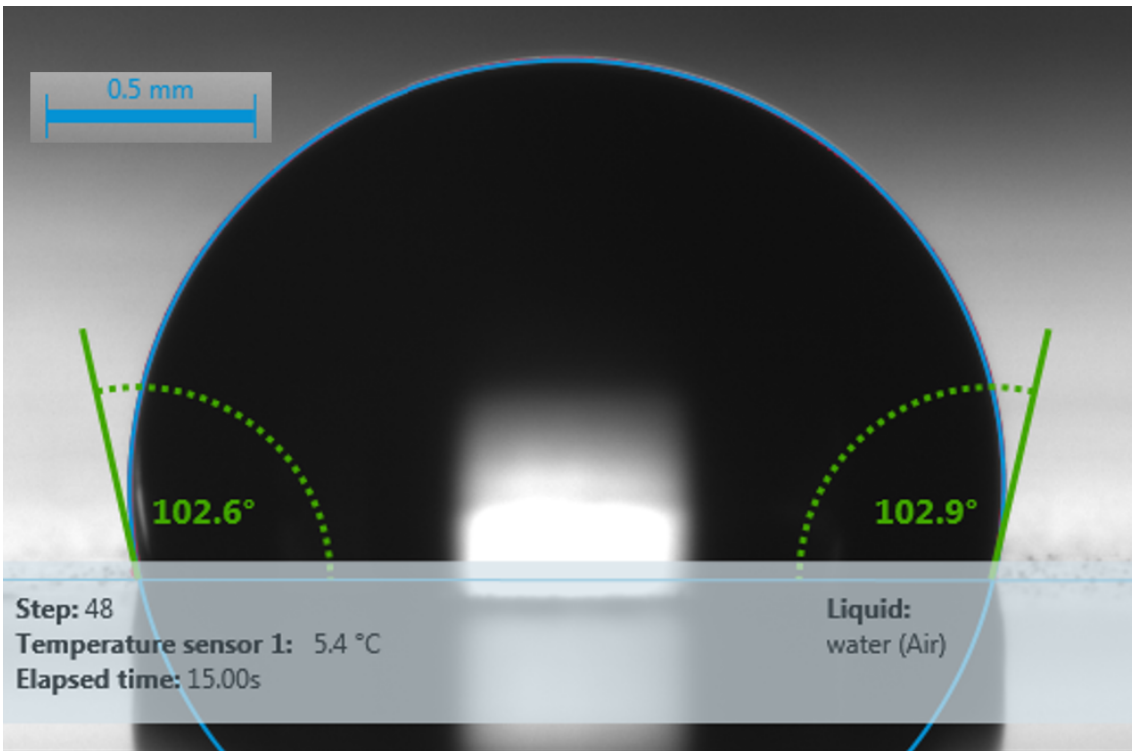 0.5 mm
102.6°
102.9°
Step: 48
Temperature sensor 1: 5.4 °C
Elapsed time: 15.00s
Liquid:
water (Air)